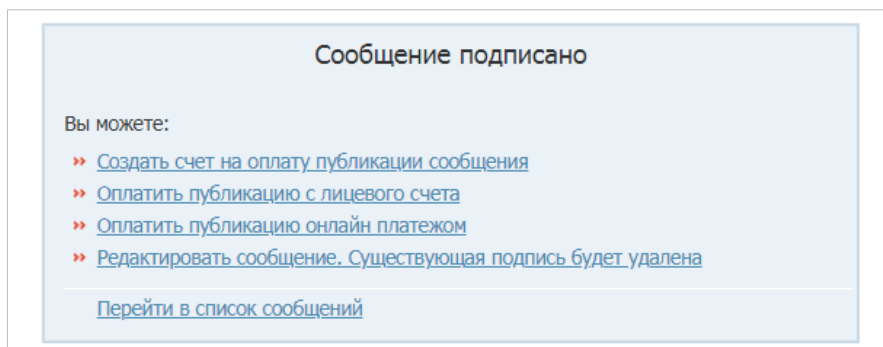 Сообщение подписано
Вы можете:
» Создать счет на оплату публикации сообщения
» Оплатить публикацию с лицевого счета
» Оплатить публикацию онлайн платежом
» Редактировать сообщение. Существующая подпись будет удалена
Перейти в список сообщений